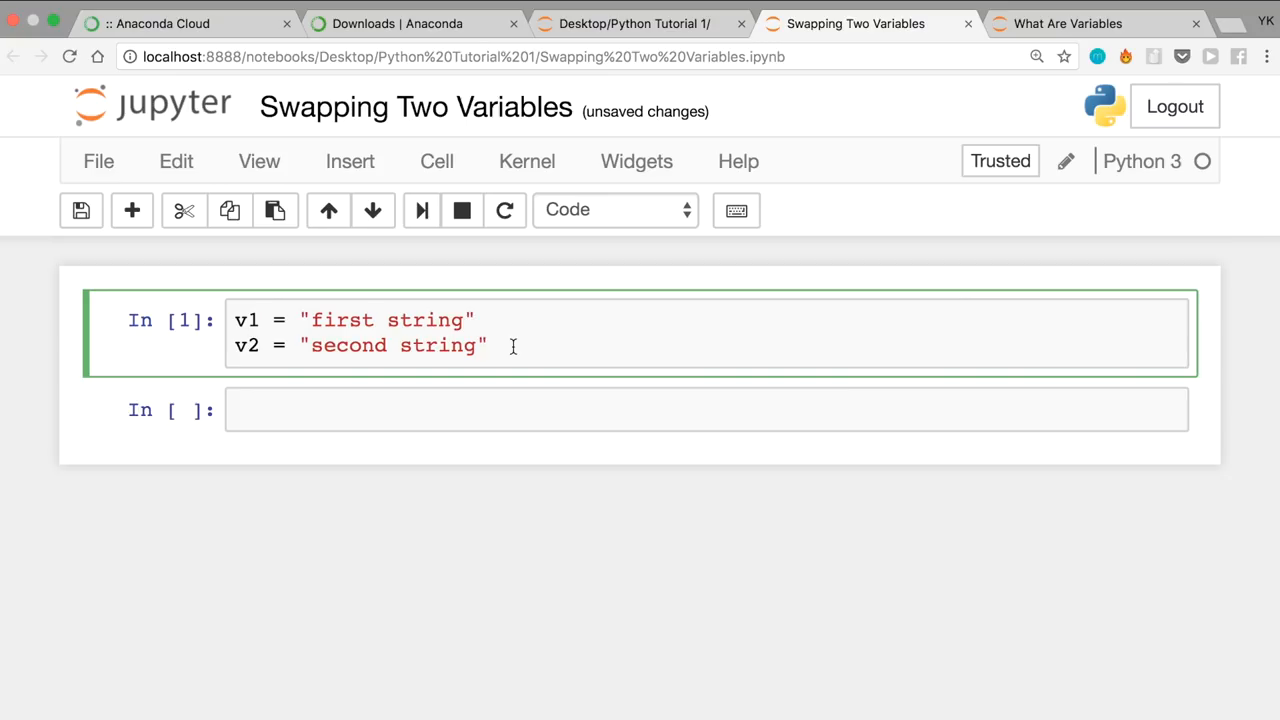 :: Anaconda Cloud
Downloads | Anaconda
Desktop/Python Tutorial 1/
Swapping Two Variables
What Are Variables
YK
localhost:8888/notebooks/Desktop/Python%20Tutorial%201/Swapping%20Two%20Variables.ipynb
jupyter Swapping Two Variables (unsaved changes)
Logout
File Edit View Insert Cell Kernel Widgets Help
Trusted
Python 3
Code
In [1]: v1 = "first string"
v2 = "second string"
In [ ]: